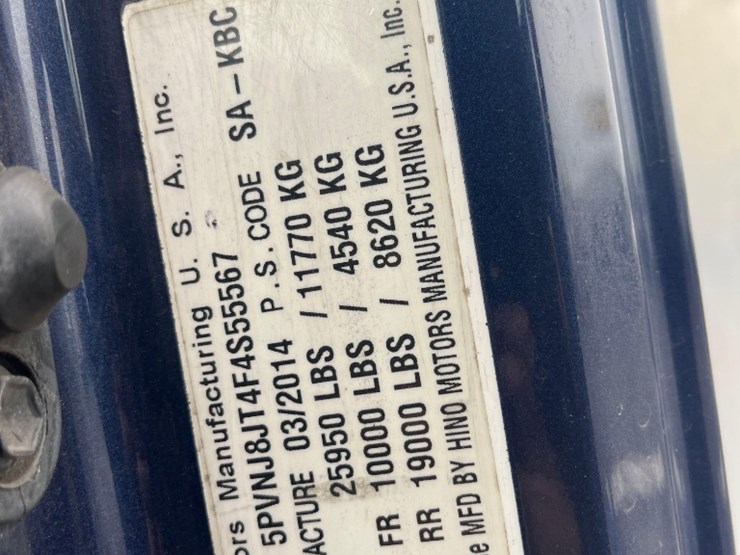 ors Manufacturing U. S. A., Inc.
5PVNJ8JT4F4S55567
ACTURE 03/2014 P.S. CODE SA-KBC
25950 LBS / 11770 KG
FR 10000 LBS / 4540 KG
RR 19000 LBS / 8620 KG
e MFD BY HINO MOTORS MANUFACTURING U.S.A., Inc.